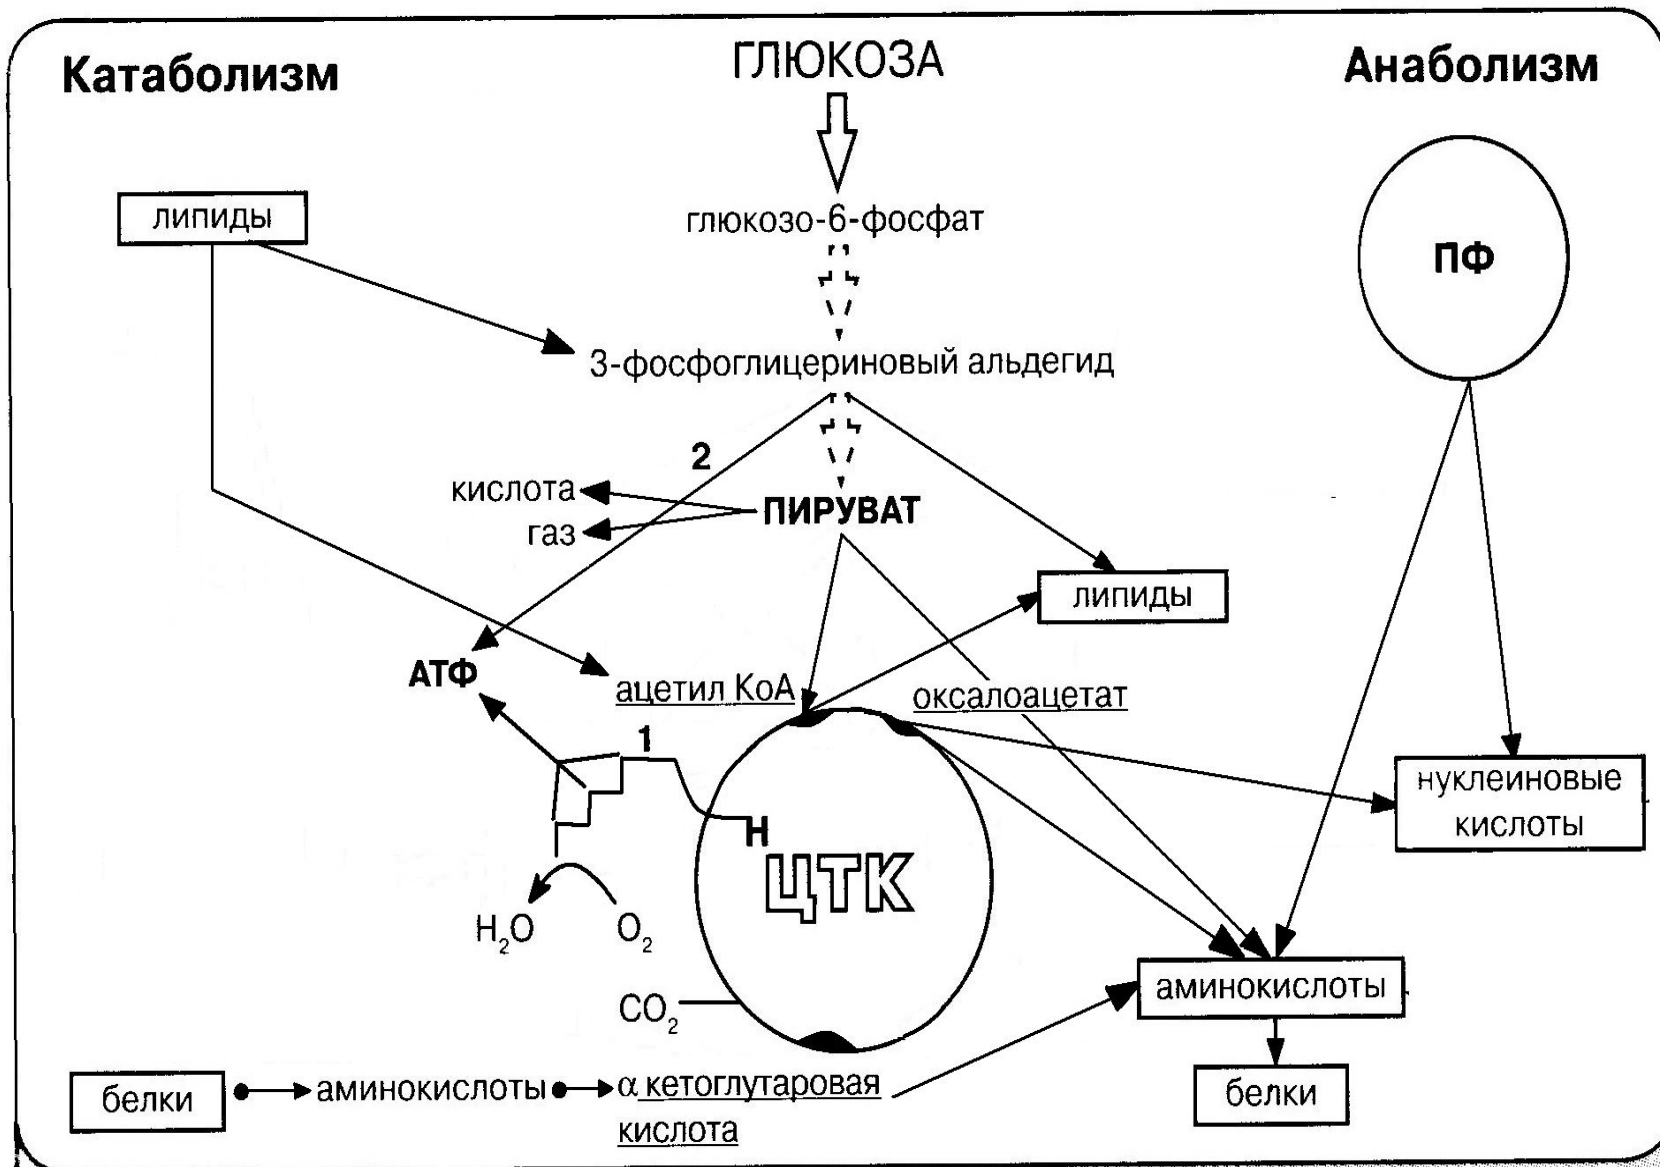 Катаболизм
ГЛЮКОЗА
Анаболизм
липиды
глюкозо-6-фосфат
ПФ
3-фосфоглицериновый альдегид
2
кислота
газ
ПИРУВАТ
липиды
АТФ
ацетил КоА
оксалоацетат
1
Н
ЦТК
нуклеиновые
кислоты
H₂O
O₂
CO₂
аминокислоты
белки
аминокислоты
α кетоглутаровая
кислота
белки